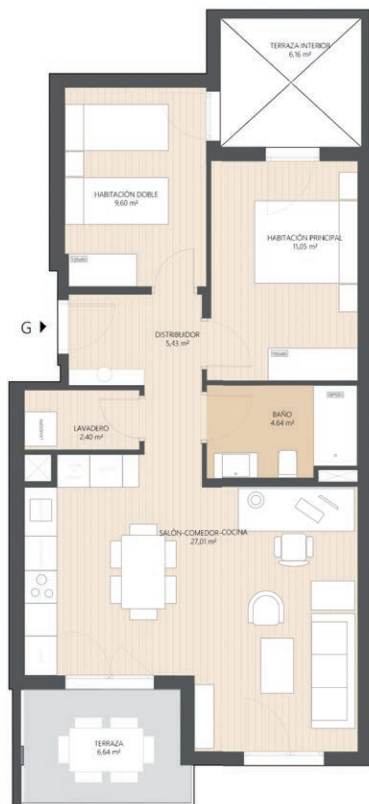 TERRAZA INTERIOR
6,16 m²
HABITACIÓN DOBLE
9,60 m²
HABITACIÓN PRINCIPAL
11,05 m²
G
DISTRIBUIDOR
5,43 m²
LAVADERO
2,40 m²
BAÑO
4,64 m²
SALÓN-COMEDOR-COCINA
27,01 m²
TERRAZA
6,64 m²